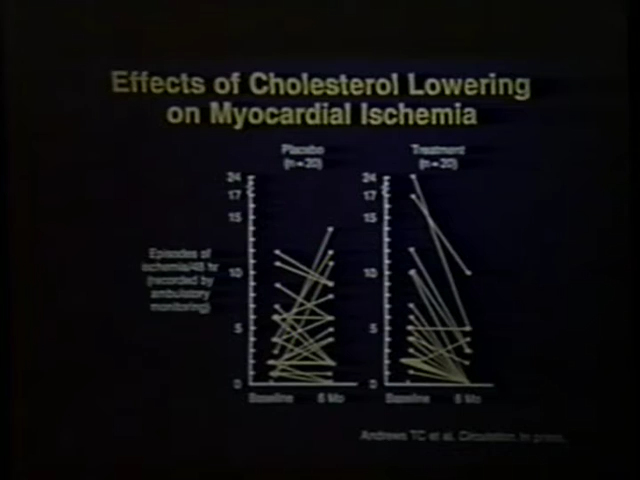 Effects of Cholesterol Lowering
on Myocardial Ischemia
Placebo
(n=20)
Treatment
(n=20)
24
17
15
10
5
0
24
17
15
10
5
0
Episodes of
ischemia/48 hr
(recorded by
ambulatory
monitoring)
Baseline 6 Mo
Baseline 6 Mo
Andrews TC et al. Circulation. In press.